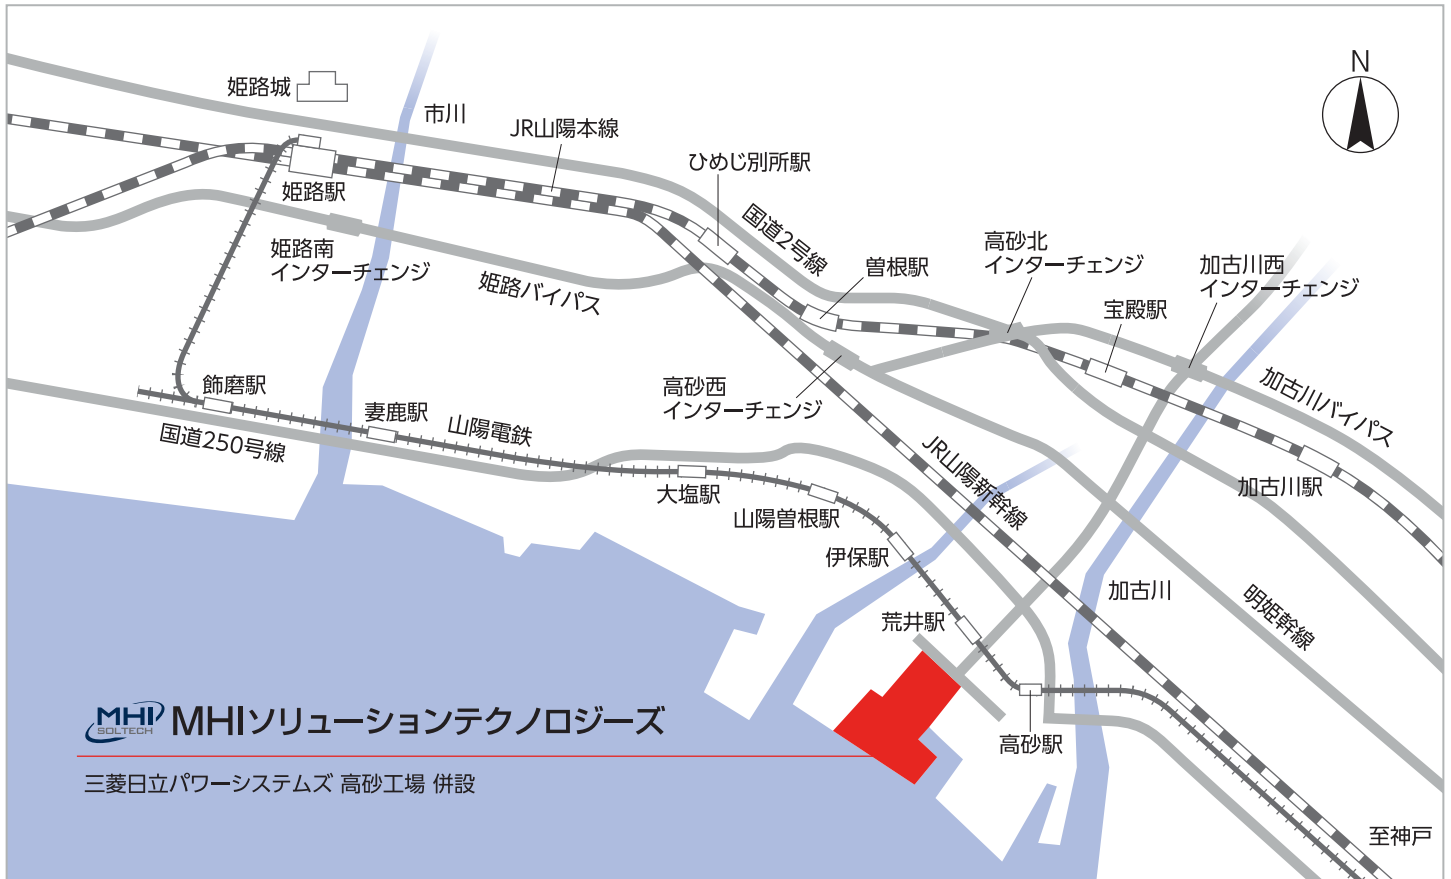 N
姫路城
市川
JR山陽本線
ひめじ別所駅
姫路駅
国道2号線
姫路南
インターチェンジ
姫路バイパス
曽根駅
高砂北
インターチェンジ
加古川西
インターチェンジ
宝殿駅
飾磨駅
妻鹿駅
山陽電鉄
国道250号線
高砂西
インターチェンジ
加古川バイパス
JR山陽新幹線
加古川駅
大塩駅
山陽曽根駅
伊保駅
加古川
明姫幹線
荒井駅
高砂駅
MHI
SOLTECH
MHIソリューションテクノロジーズ
三菱日立パワーシステムズ 高砂工場 併設
至神戸